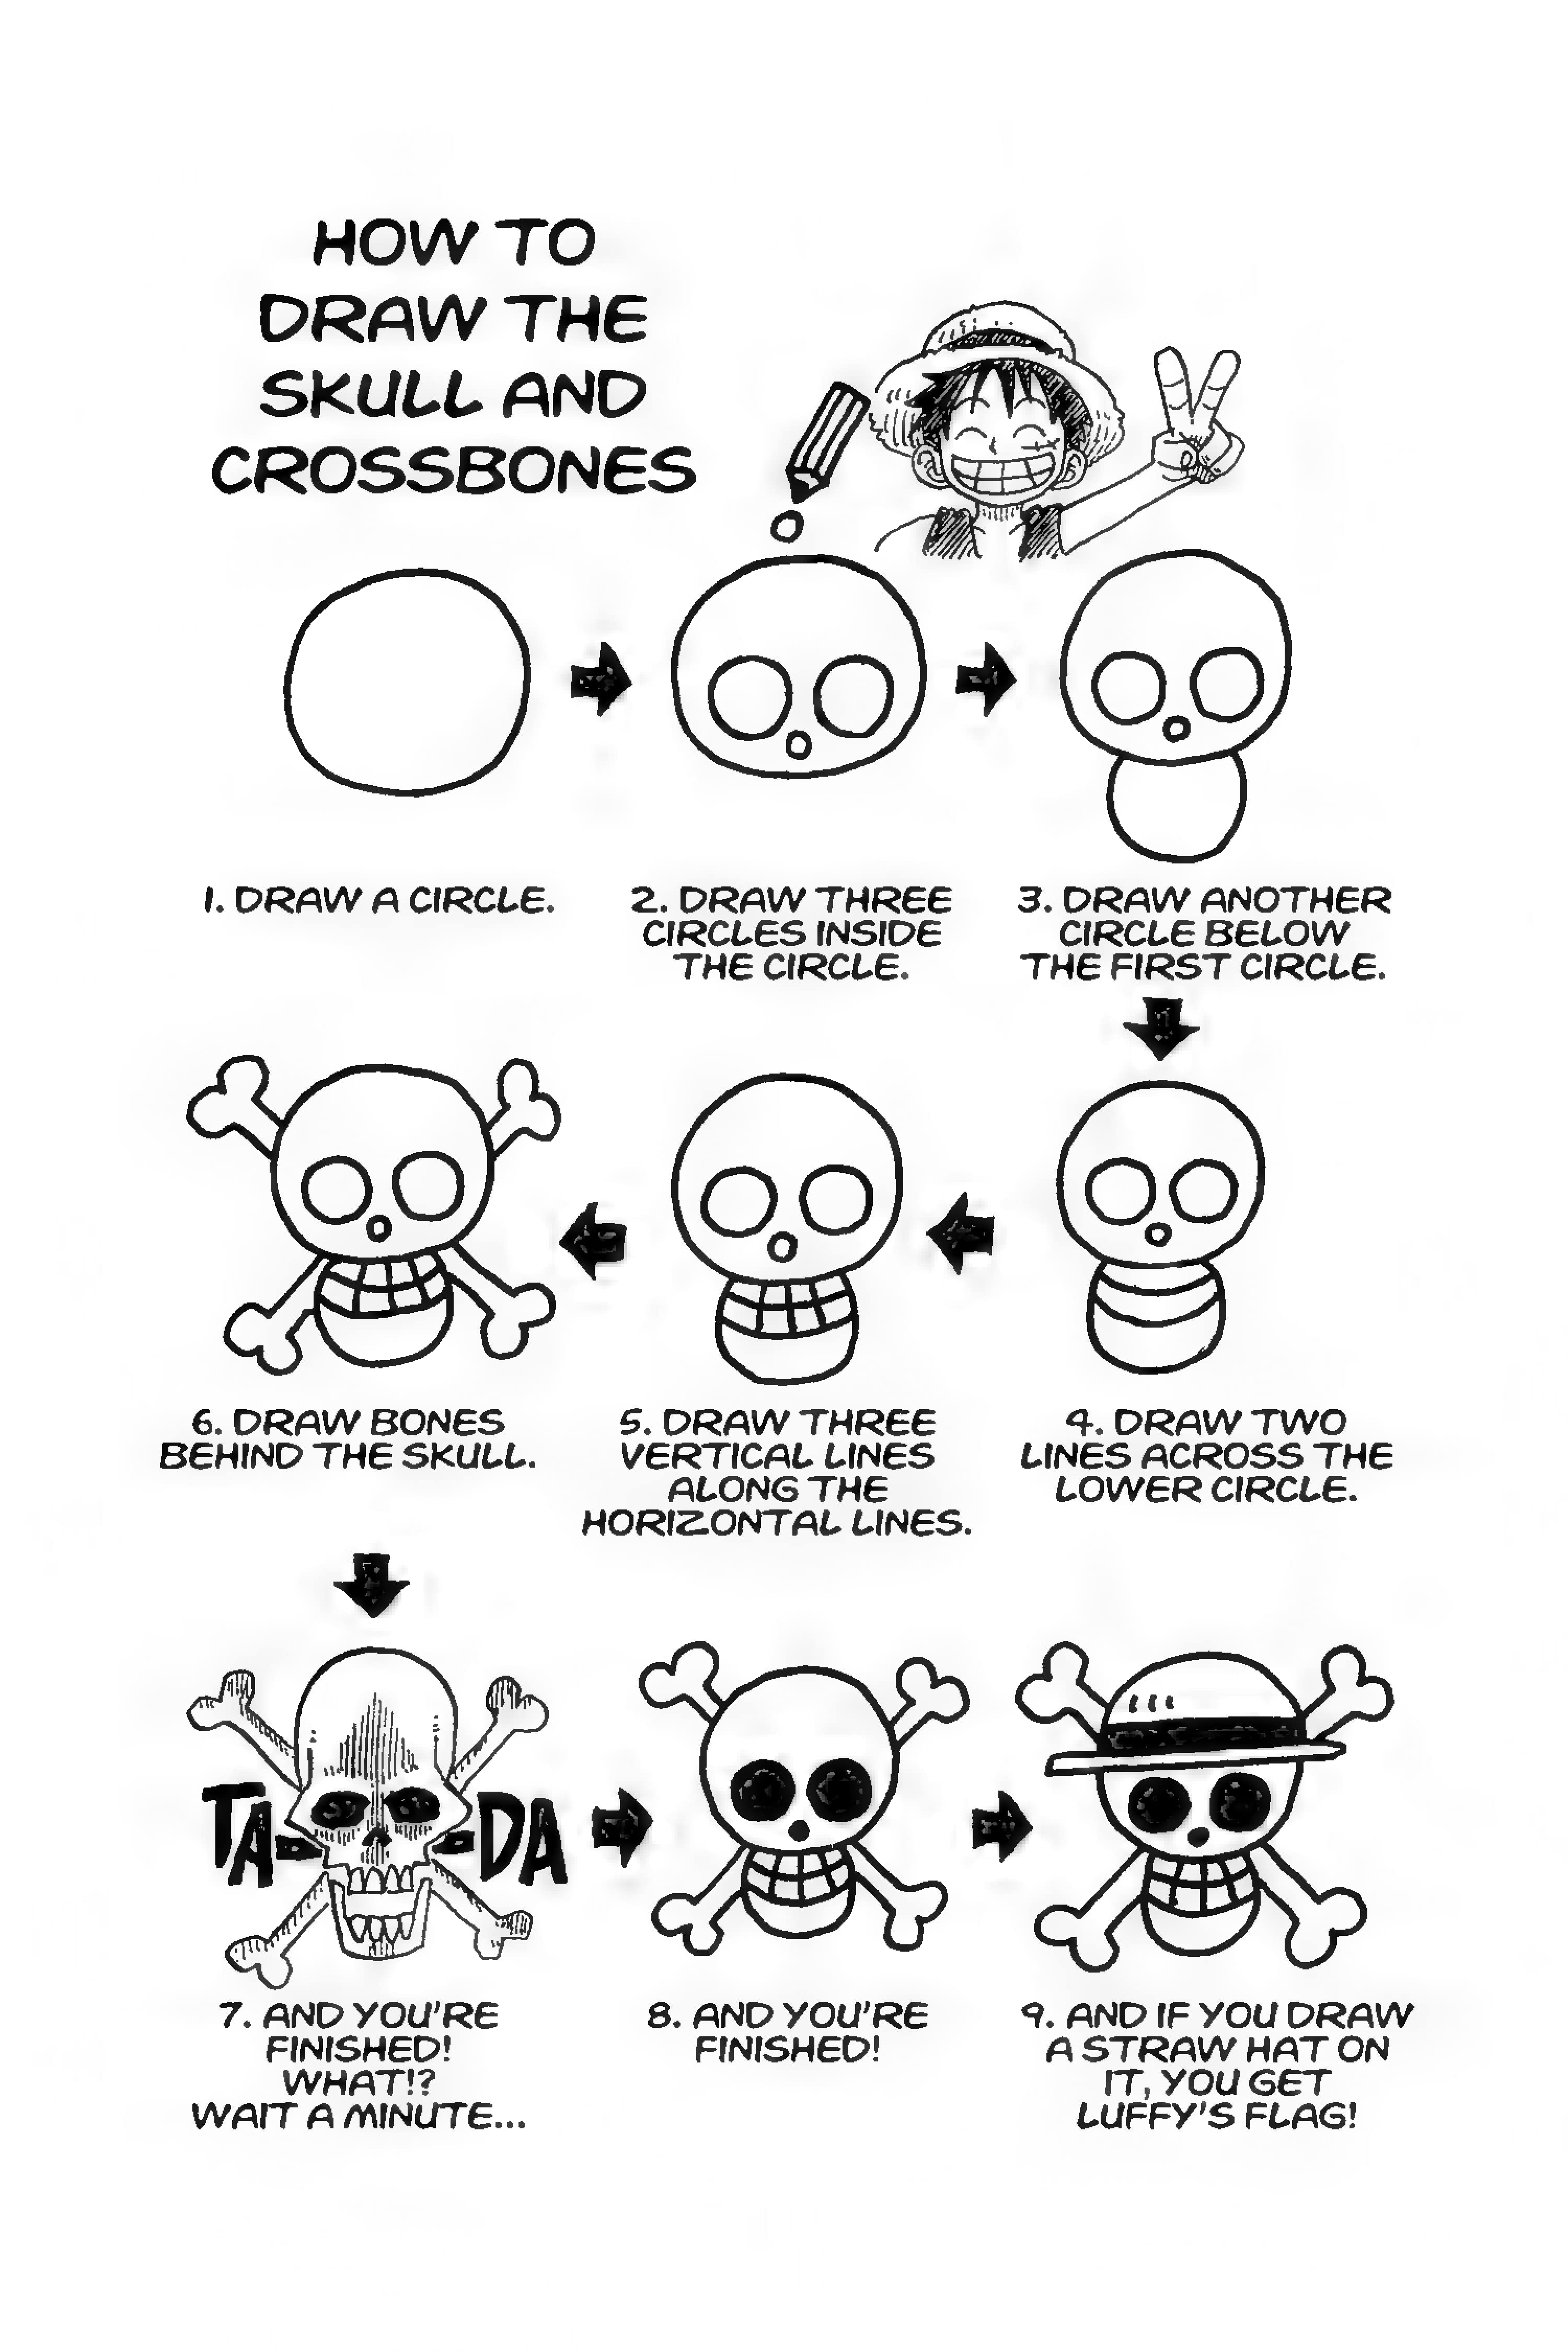 HOW TO
DRAW THE
SKULL AND
CROSSBONES
1. DRAW A CIRCLE.
2. DRAW THREE
CIRCLES INSIDE
THE CIRCLE.
3. DRAW ANOTHER
CIRCLE BELOW
THE FIRST CIRCLE.
4. DRAW TWO
LINES ACROSS THE
LOWER CIRCLE.
5. DRAW THREE
VERTICAL LINES
ALONG THE
HORIZONTAL LINES.
6. DRAW BONES
BEHIND THE SKULL.
TA-DA
7. AND YOU'RE
FINISHED!
WHAT!?
WAIT A MINUTE...
8. AND YOU'RE
FINISHED!
9. AND IF YOU DRAW
A STRAW HAT ON
IT, YOU GET
LUFFY'S FLAG!